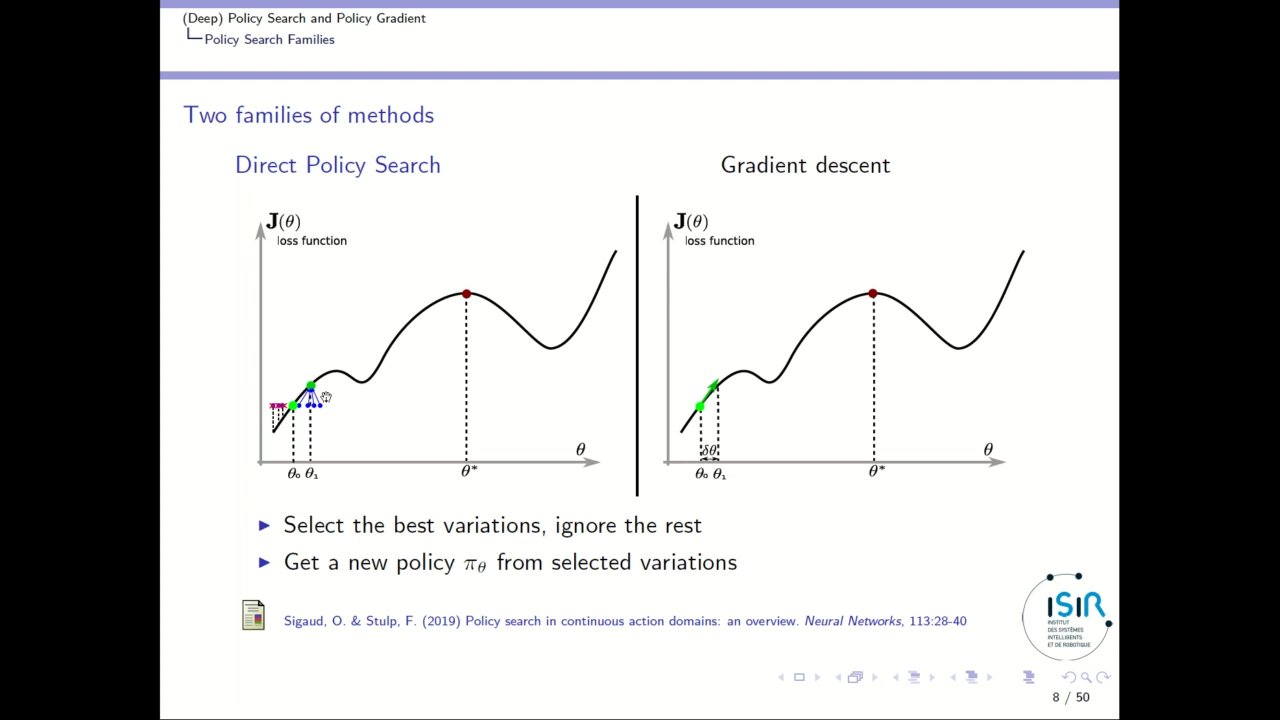 (Deep) Policy Search and Policy Gradient
Policy Search Families
Two families of methods
Direct Policy Search
Gradient descent
J(θ)
loss function
θ
θ₀ θ₁
θ*
J(θ)
loss function
θ
δθ
θ₀ θ₁
θ*
Select the best variations, ignore the rest
Get a new policy πθ from selected variations
Sigaud, O. & Stulp, F. (2019) Policy search in continuous action domains: an overview. Neural Networks, 113:28-40
ISIR
INSTITUT
DES SYSTÈMES
INTELLIGENTS
ET DE ROBOTIQUE
8 / 50